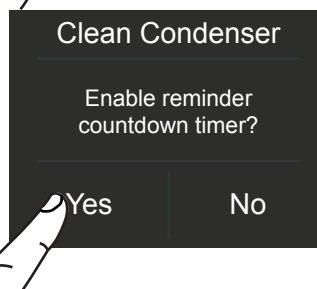 Clean Condenser
Enable reminder
countdown timer?
Yes No